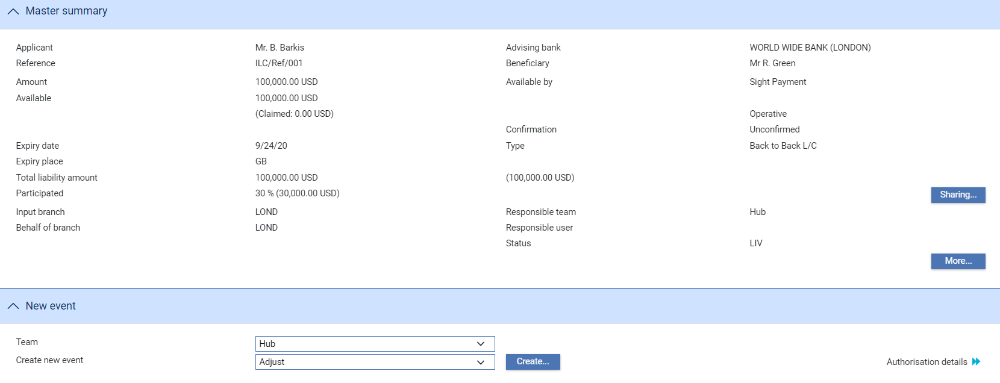 Master summary
Applicant Mr. B. Barkis Advising bank WORLD WIDE BANK (LONDON)
Reference ILC/Ref/001 Beneficiary Mr R. Green
Amount 100,000.00 USD Available by Sight Payment
Available 100,000.00 USD
(Claimed: 0.00 USD) Operative
Confirmation Unconfirmed
Expiry date 9/24/20 Type Back to Back L/C
Expiry place GB
Total liability amount 100,000.00 USD (100,000.00 USD)
Participated 30 % (30,000.00 USD) Sharing...
Input branch LOND Responsible team Hub
Behalf of branch LOND Responsible user
Status LIV
More...
New event
Team Hub
Create new event Adjust Create... Authorisation details